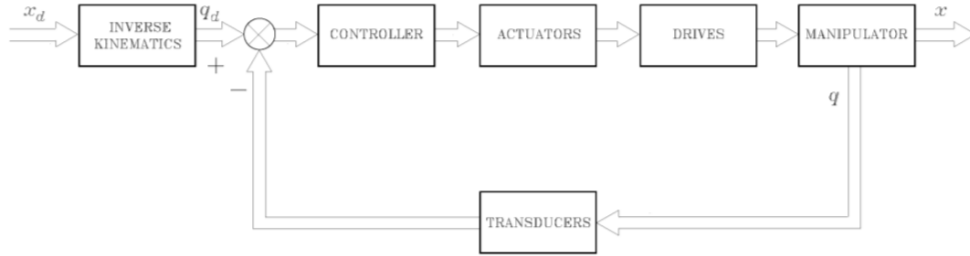 x_d
INVERSE
KINEMATICS
q_d
+
−
CONTROLLER
ACTUATORS
DRIVES
MANIPULATOR
x
q
TRANSDUCERS